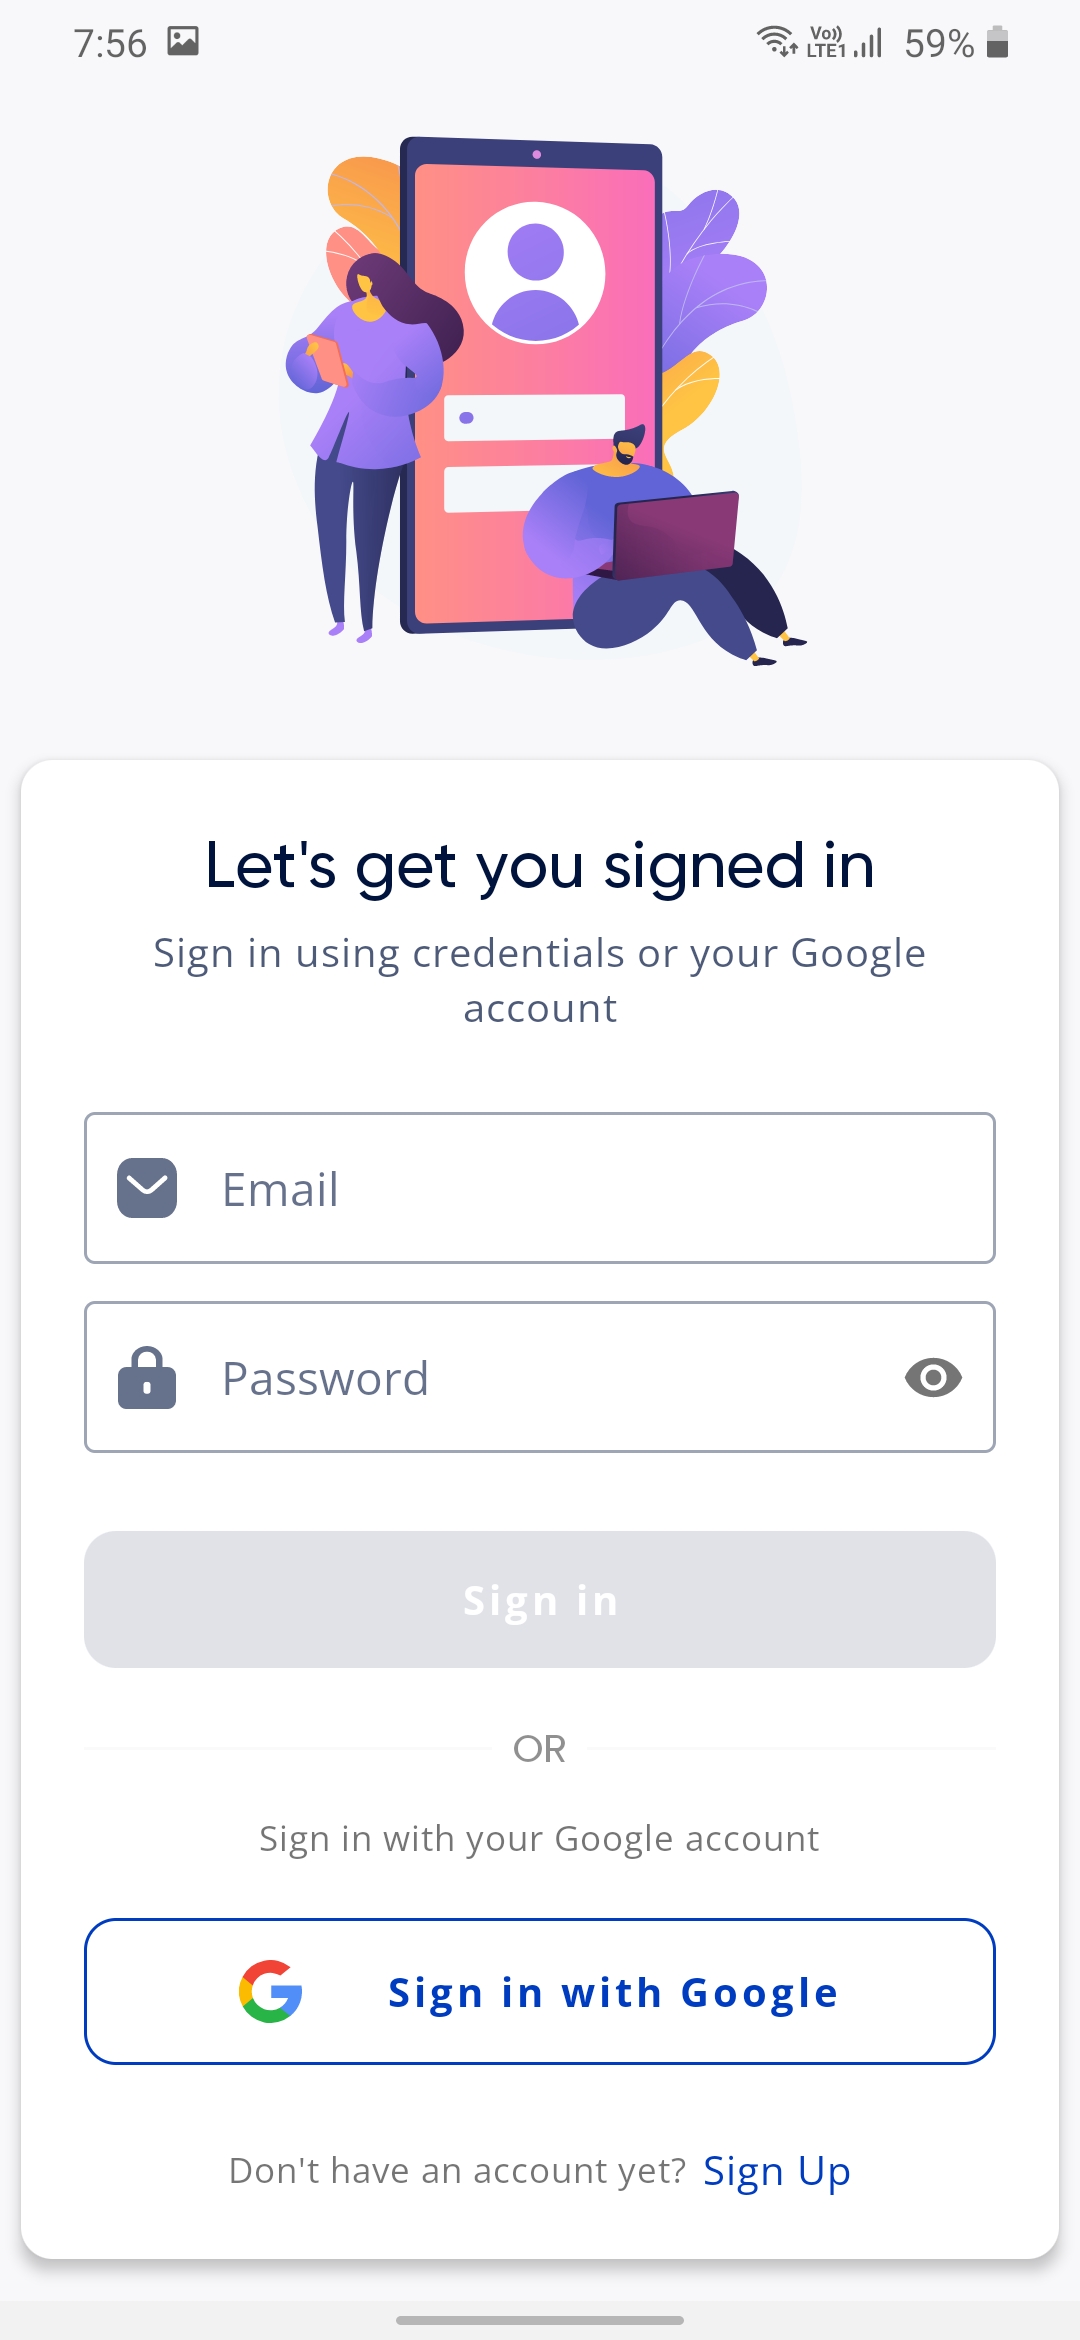 7:56
Vo)) LTE1 59%
Let's get you signed in
Sign in using credentials or your Google
account
Email
Password
Sign in
OR
Sign in with your Google account
Sign in with Google
Don't have an account yet? Sign Up